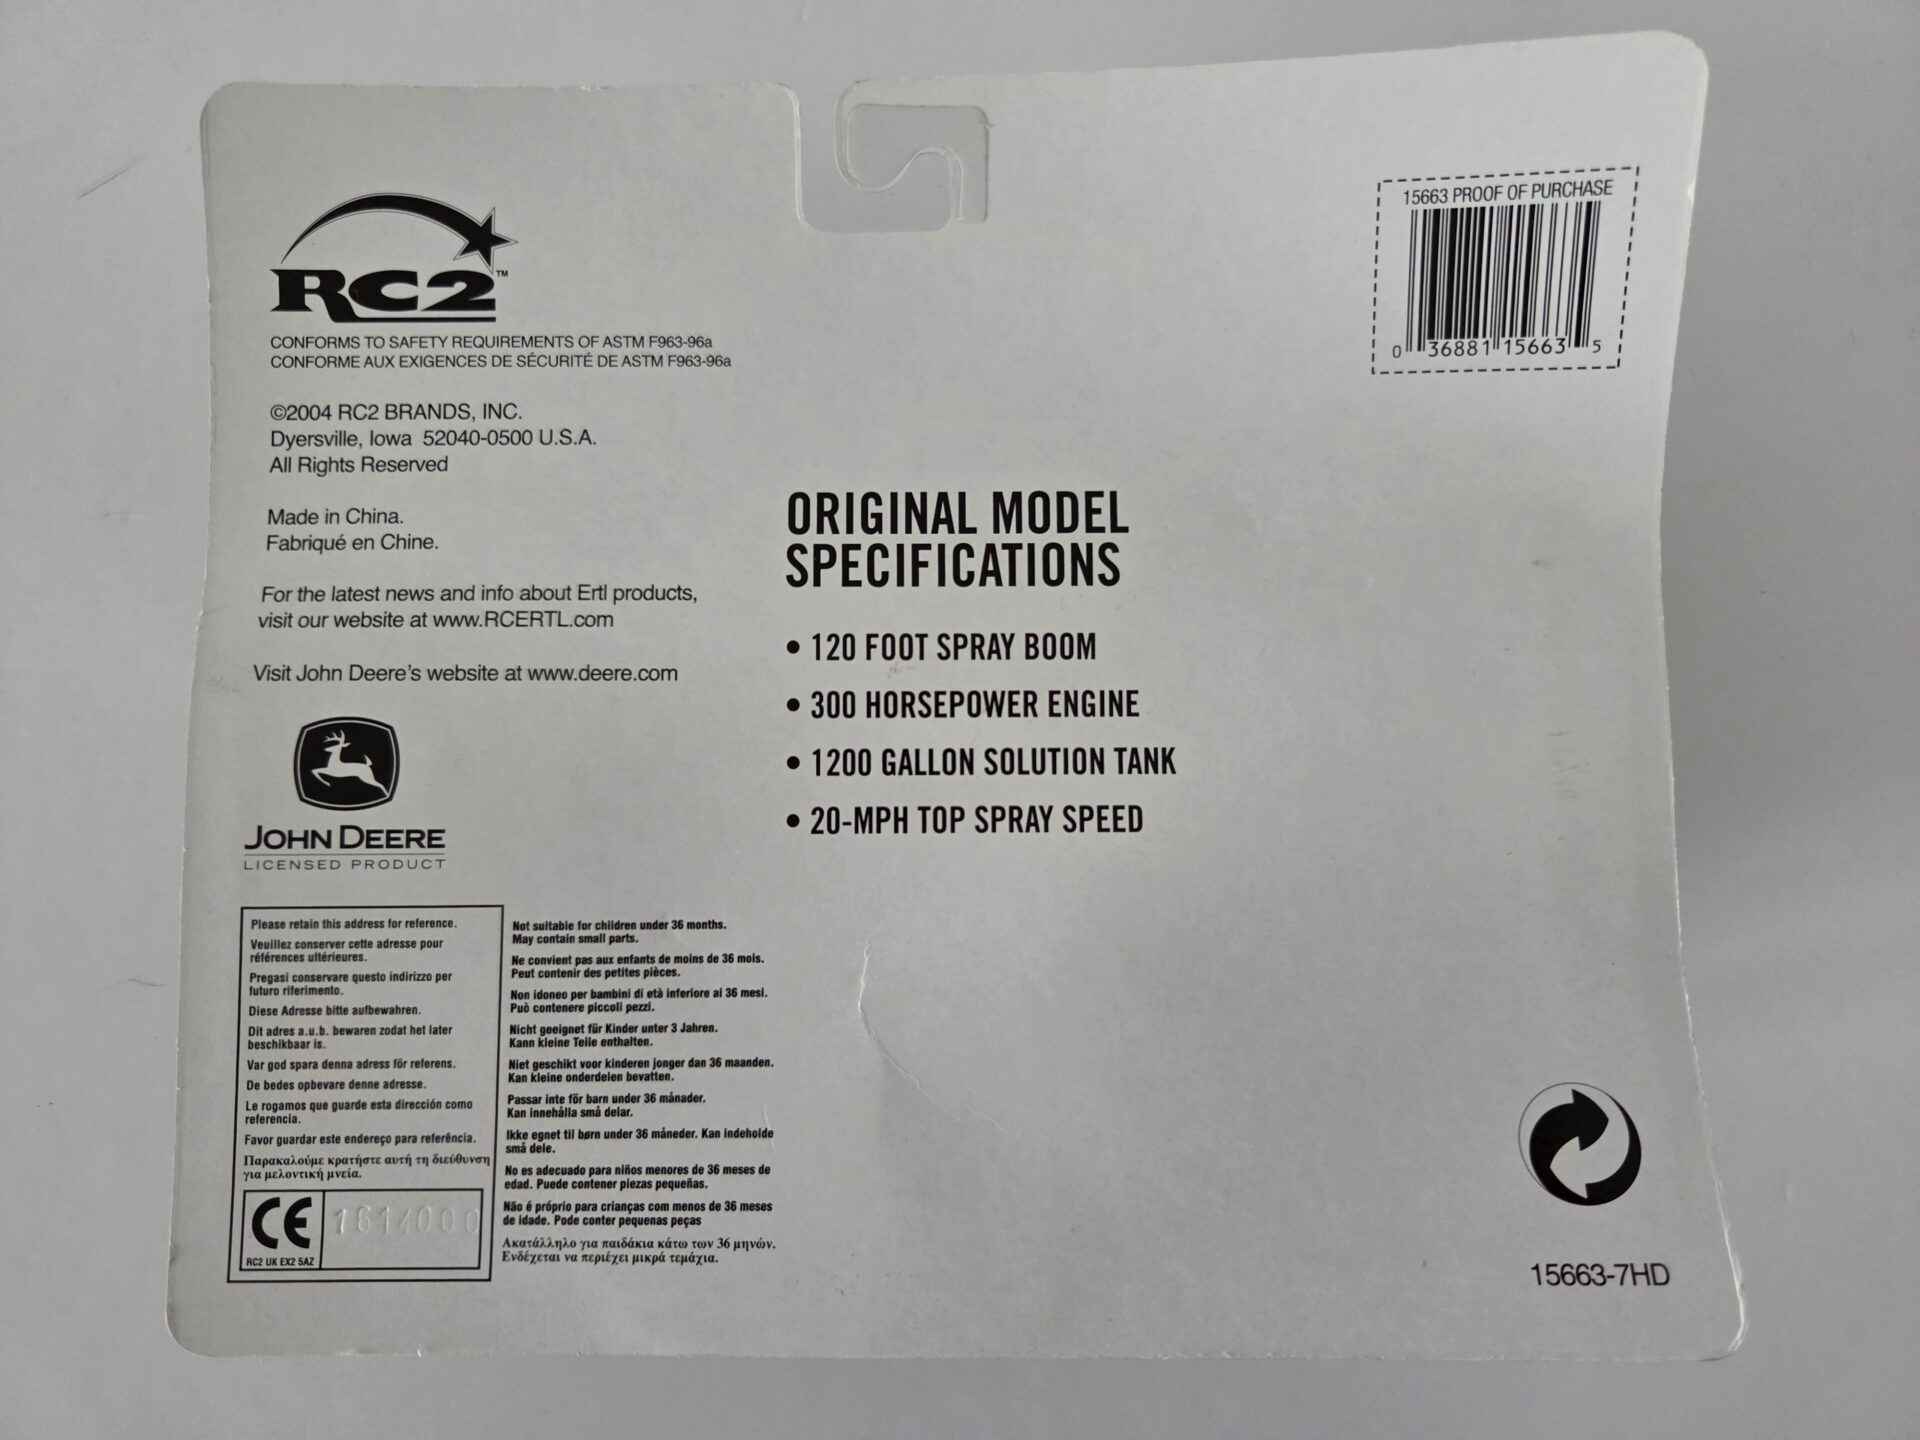 RC2™
CONFORMS TO SAFETY REQUIREMENTS OF ASTM F963-96a
CONFORME AUX EXIGENCES DE SÉCURITÉ DE ASTM F963-96a
©2004 RC2 BRANDS, INC.
Dyersville, Iowa 52040-0500 U.S.A.
All Rights Reserved
Made in China.
Fabriqué en Chine.
For the latest news and info about Ertl products,
visit our website at www.RCERTL.com
Visit John Deere's website at www.deere.com
JOHN DEERE
LICENSED PRODUCT
Please retain this address for reference.
Veuillez conserver cette adresse pour
références ultérieures.
Pregasi conservare questo indirizzo per
futuro riferimento.
Diese Adresse bitte aufbewahren.
Dit adres a.u.b. bewaren zodat het later
beschikbaar is.
Var god spara denna adress för referens.
De bedes opbevare denne adresse.
Le rogamos que guarde esta dirección como
referencia.
Favor guardar este endereço para referência.
Παρακαλούμε κρατήστε αυτή τη διεύθυνση
για μελοντική μνεία.
CE
RC2 UK EX2 5AZ
Not suitable for children under 36 months.
May contain small parts.
Ne convient pas aux enfants de moins de 36 mois.
Peut contenir des petites pièces.
Non idoneo per bambini di età inferiore ai 36 mesi.
Può contenere piccoli pezzi.
Nicht geeignet für Kinder unter 3 Jahren.
Kann kleine Teile enthalten.
Niet geschikt voor kinderen jonger dan 36 maanden.
Kan kleine onderdelen bevatten.
Passar inte för barn under 36 månader.
Kan innehålla små delar.
Ikke egnet til børn under 36 måneder. Kan indeholde
små dele.
No es adecuado para niños menores de 36 meses de
edad. Puede contener piezas pequeñas.
Não é próprio para crianças com menos de 36 meses
de idade. Pode conter pequenas peças
Ακατάλληλο για παιδάκια κάτω των 36 μηνών.
Ενδέχεται να περιέχει μικρά τεμάχια.
ORIGINAL MODEL
SPECIFICATIONS
• 120 FOOT SPRAY BOOM
• 300 HORSEPOWER ENGINE
• 1200 GALLON SOLUTION TANK
• 20-MPH TOP SPRAY SPEED
15663 PROOF OF PURCHASE
0 36881 15663 5
15663-7HD